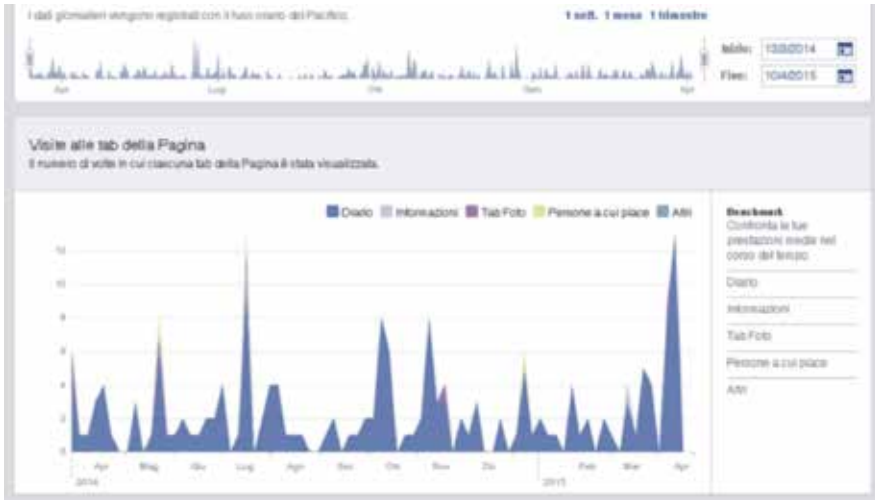 I dati giornalieri vengono registrati con il fuso orario del Pacifico.
1 sett. 1 mese 1 trimestre
Inizio: 13/3/2014
Fine: 10/4/2015
Apr Lug Ott Gen Apr
Visite alle tab della Pagina
Il numero di volte in cui ciascuna tab della Pagina è stata visualizzata.
Diario Informazioni Tab Foto Persone a cui piace Altri
Benchmark
Confronta le tue
prestazioni medie nel
corso del tempo.
Diario
Informazioni
Tab Foto
Persone a cui piace
Altri
12
10
8
6
4
2
0
Apr Mag Giu Lug Ago Set Ott Nov Dic Feb Mar Apr
2014 2015